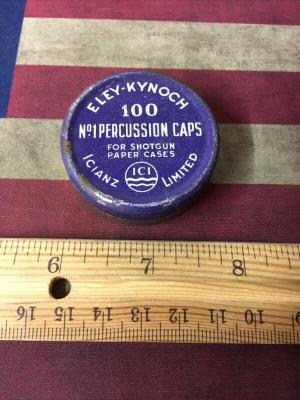 ELEY-KYNOCH
100
Nº1 PERCUSSION CAPS
FOR SHOTGUN
PAPER CASES
ICI
ICIANZ LIMITED
6 7 8
16 15 14 13 12 11 10 9